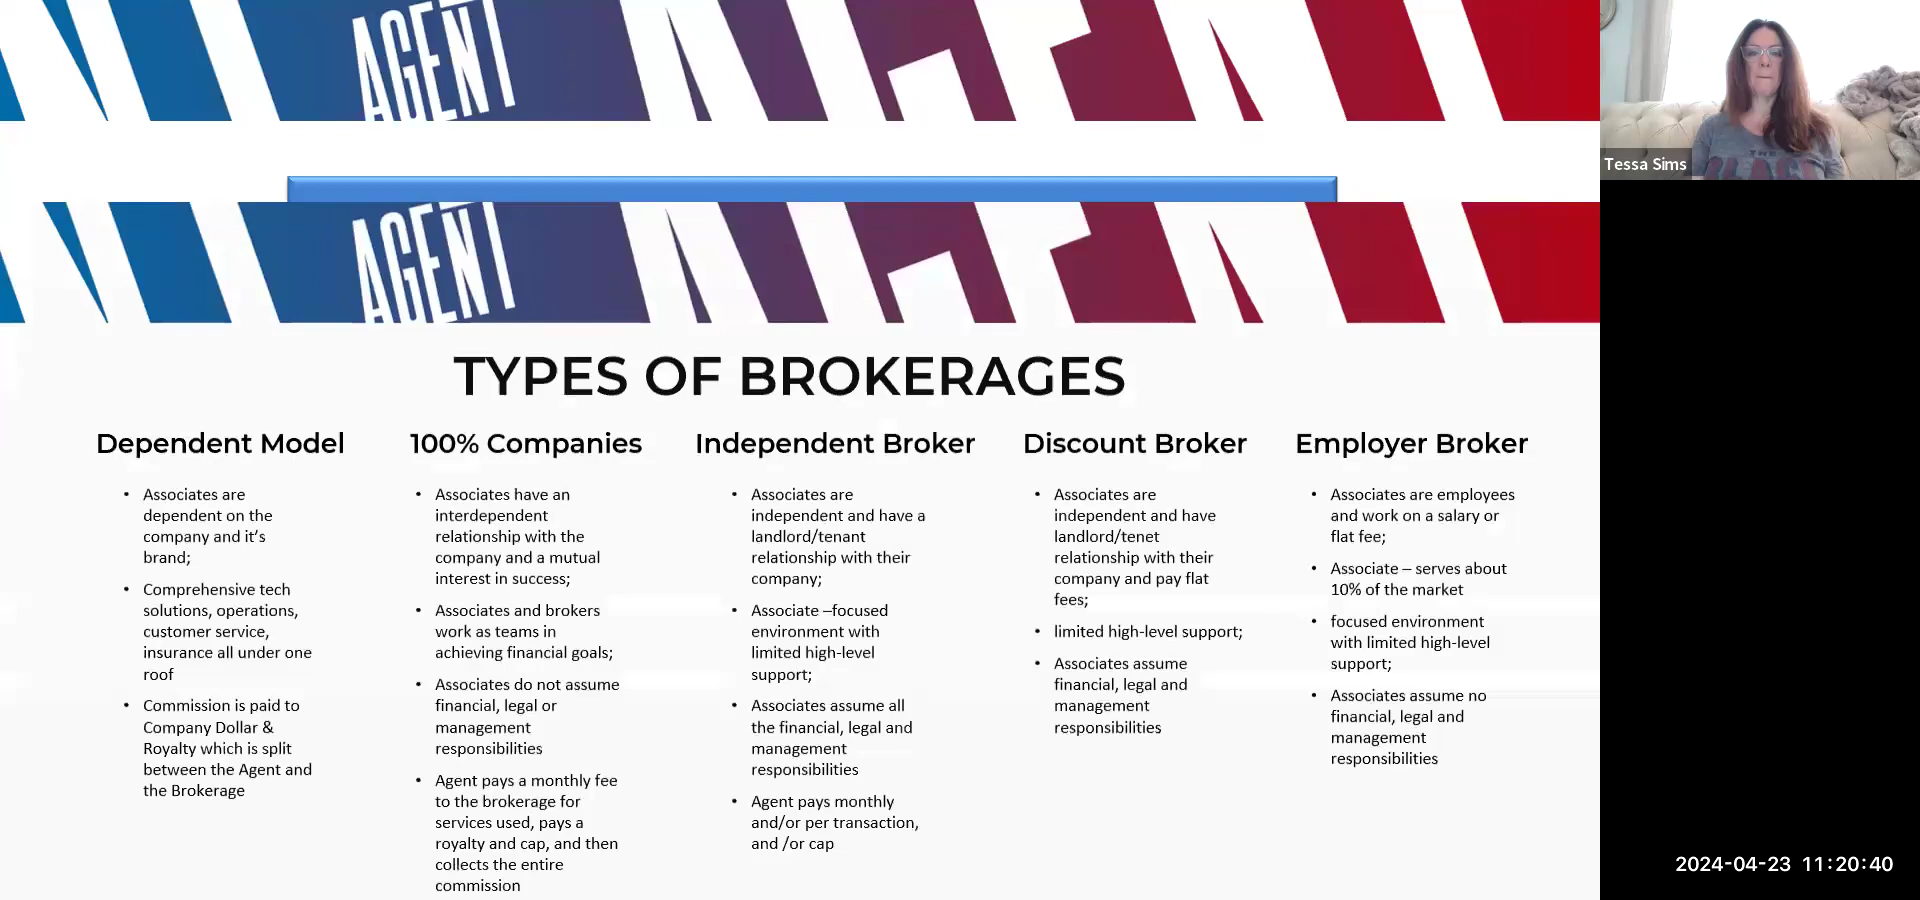 AGENT
AGENT
TYPES OF BROKERAGES
Dependent Model
• Associates are
dependent on the
company and it's
brand;
• Comprehensive tech
solutions, operations,
customer service,
insurance all under one
roof
• Commission is paid to
Company Dollar &
Royalty which is split
between the Agent and
the Brokerage
100% Companies
• Associates have an
interdependent
relationship with the
company and a mutual
interest in success;
• Associates and brokers
work as teams in
achieving financial goals;
• Associates do not assume
financial, legal or
management
responsibilities
• Agent pays a monthly fee
to the brokerage for
services used, pays a
royalty and cap, and then
collects the entire
commission
Independent Broker
• Associates are
independent and have a
landlord/tenant
relationship with their
company;
• Associate –focused
environment with
limited high-level
support;
• Associates assume all
the financial, legal and
management
responsibilities
• Agent pays monthly
and/or per transaction,
and /or cap
Discount Broker
• Associates are
independent and have
landlord/tenet
relationship with their
company and pay flat
fees;
• limited high-level support;
• Associates assume
financial, legal and
management
responsibilities
Employer Broker
• Associates are employees
and work on a salary or
flat fee;
• Associate – serves about
10% of the market
• focused environment
with limited high-level
support;
• Associates assume no
financial, legal and
management
responsibilities
THE
Tessa Sims
2024-04-23 11:20:40